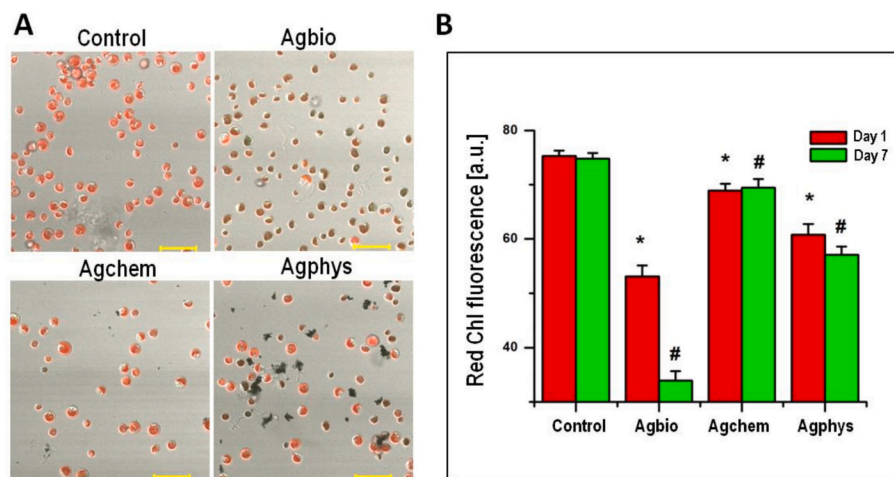 A
Control
Agbio
Agchem
Agphys
B
Red Chl fluorescence [a.u.]
80
60
40
Day 1
Day 7
*
#
*
#
*
#
Control
Agbio
Agchem
Agphys